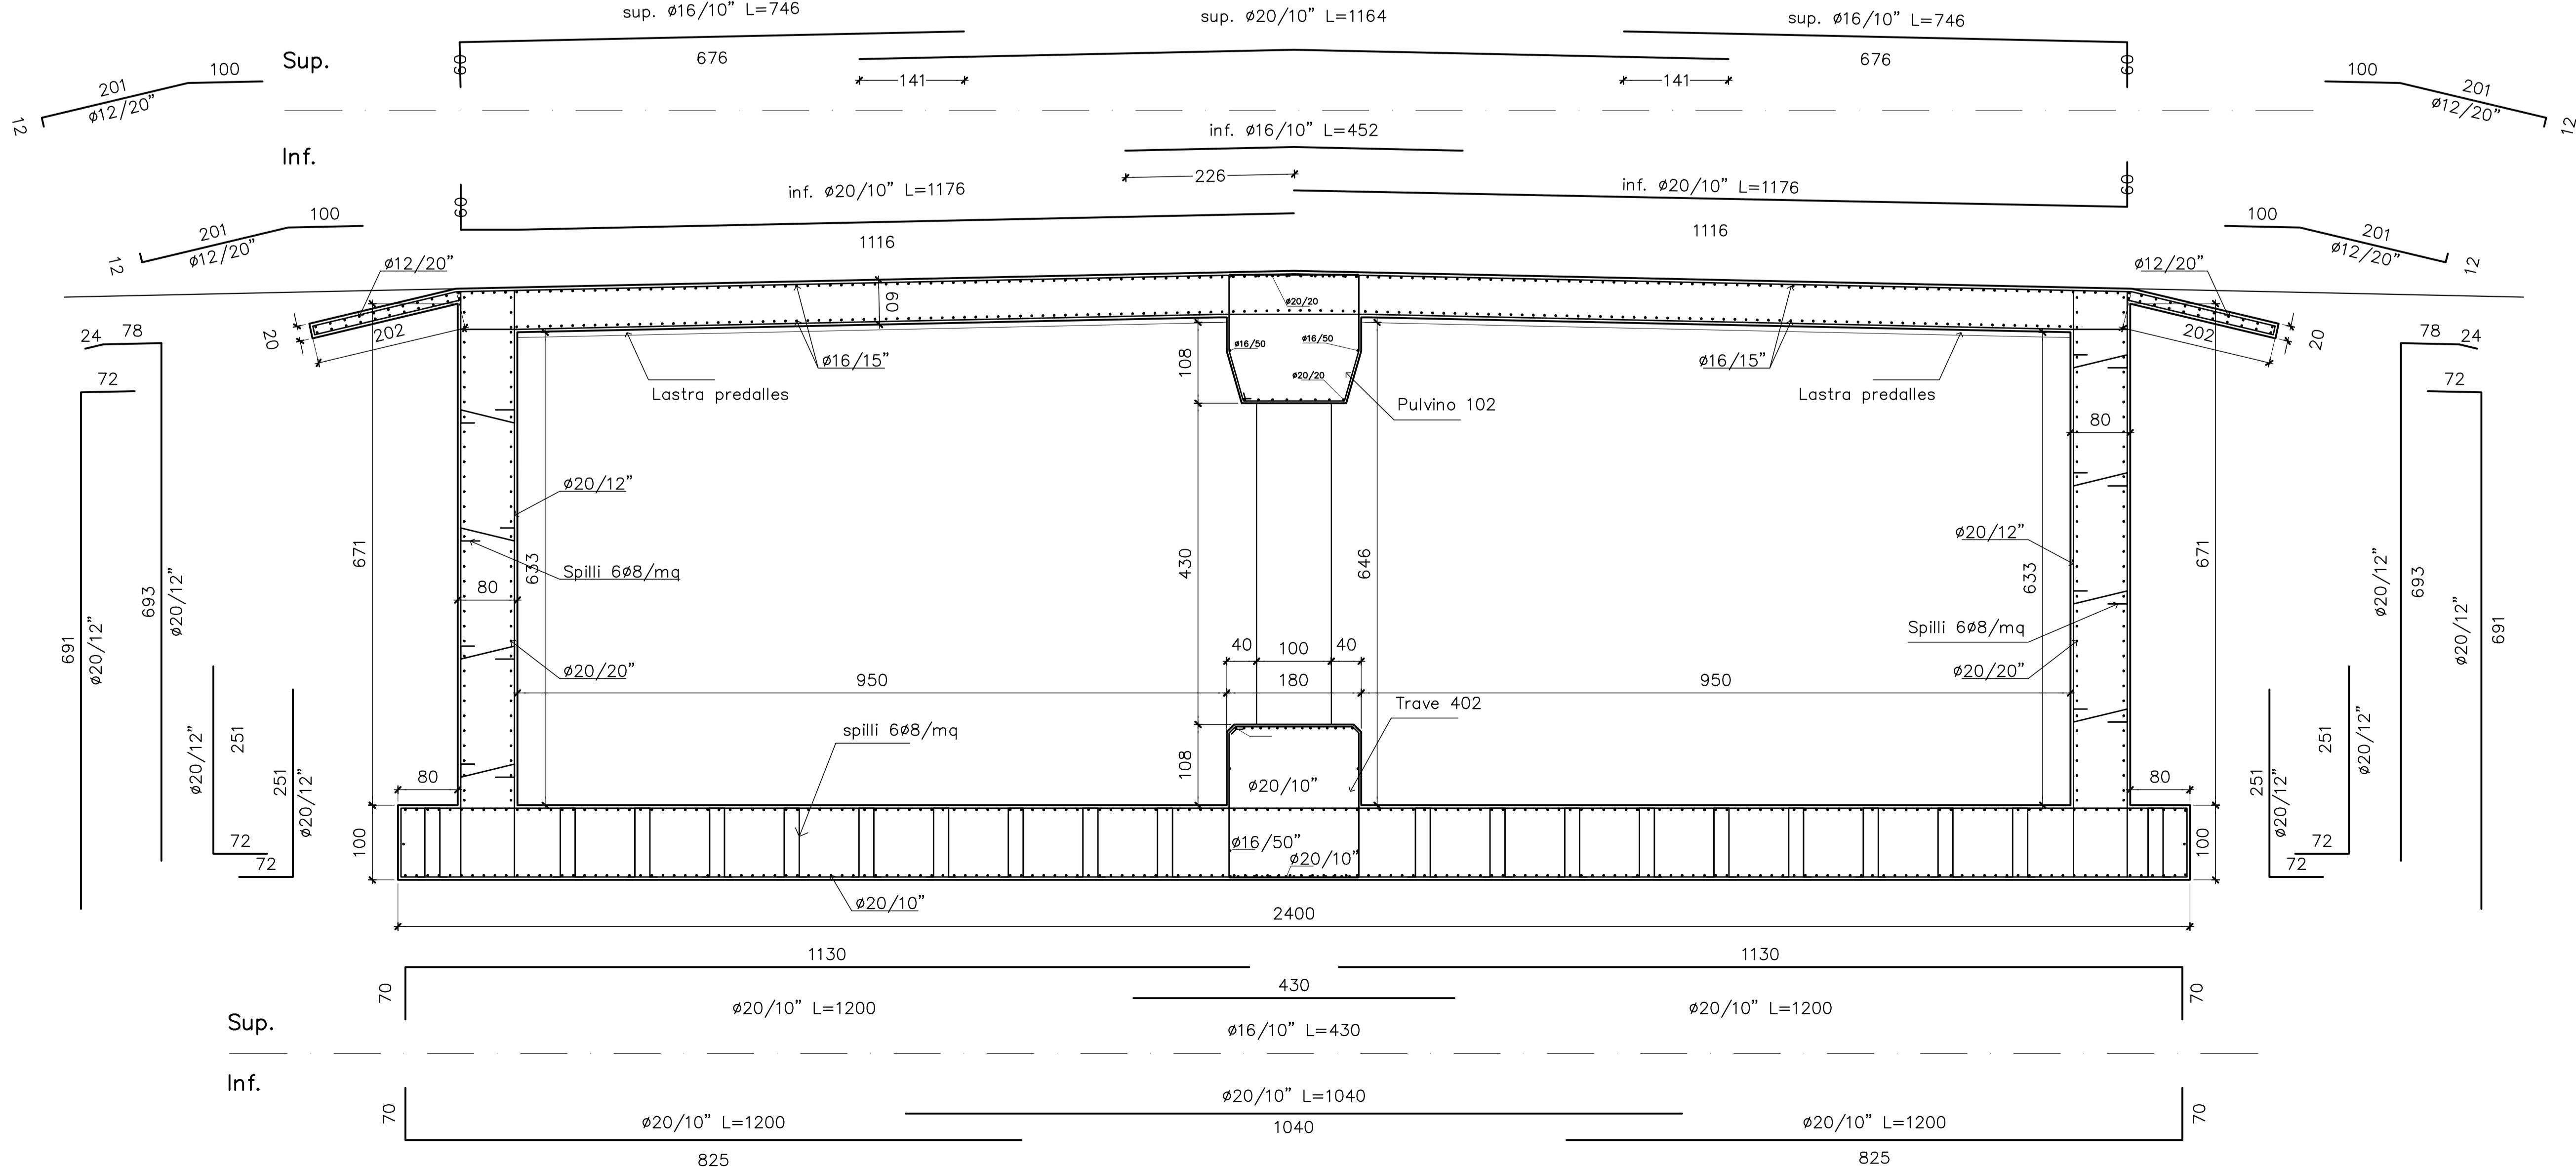 sup. ø16/10” L=746
sup. ø20/10” L=1164
sup. ø16/10” L=746
Sup.
60
676
676
60
141
141
201
100
ø12/20”
12
100
201
ø12/20”
12
inf. ø16/10” L=452
Inf.
226
inf. ø20/10” L=1176
inf. ø20/10” L=1176
60
60
1116
1116
201
100
ø12/20”
12
100
201
ø12/20”
12
ø12/20”
ø12/20”
60
ø20/20
20
202
202
20
24
78
78
24
ø16/50
ø16/50
ø16/15”
ø16/15”
108
ø20/20
72
72
Lastra predalles
Lastra predalles
Pulvino 102
80
ø20/12”
ø20/12”
671
633
430
646
633
671
Spilli 6ø8/mq
80
Spilli 6ø8/mq
691
ø20/12”
693
ø20/12”
ø20/12”
693
ø20/12”
691
40
100
40
ø20/20”
ø20/20”
950
180
950
Trave 402
spilli 6ø8/mq
ø20/12”
251
251
ø20/12”
251
ø20/12”
251
ø20/12”
108
80
80
ø20/10”
72
72
72
72
100
ø16/50”
ø20/10”
100
ø20/10”
2400
1130
1130
70
430
70
ø20/10” L=1200
ø20/10” L=1200
Sup.
ø16/10” L=430
Inf.
ø20/10” L=1040
70
ø20/10” L=1200
1040
ø20/10” L=1200
70
825
825